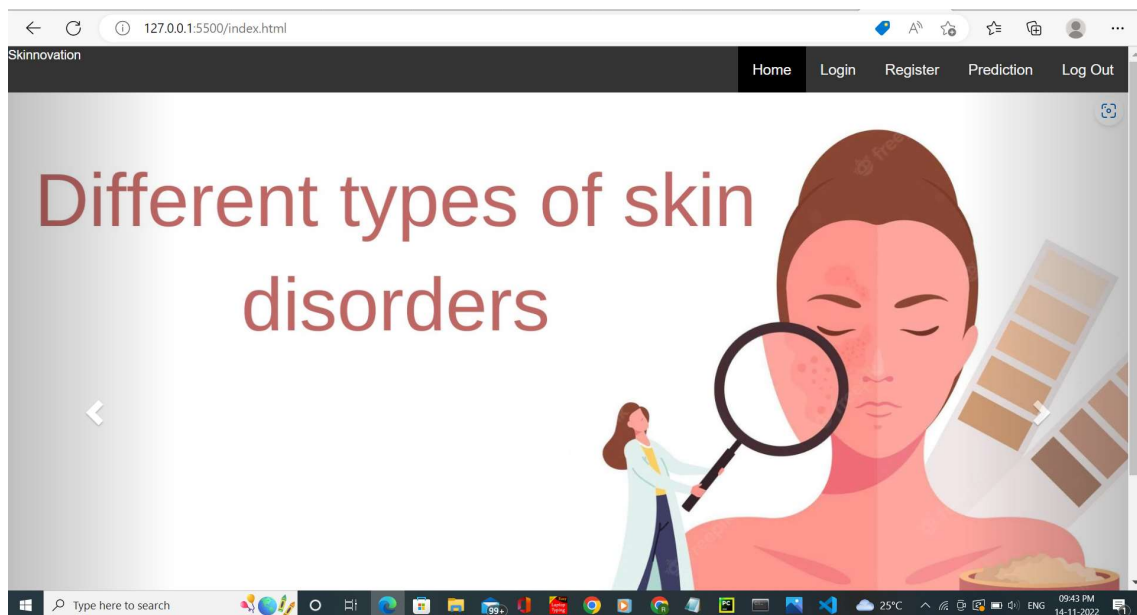 127.0.0.1:5500/index.html
Skinnovation
Home Login Register Prediction Log Out
Different types of skin
disorders
Type here to search
99+
25°C
ENG
09:43 PM
14-11-2022